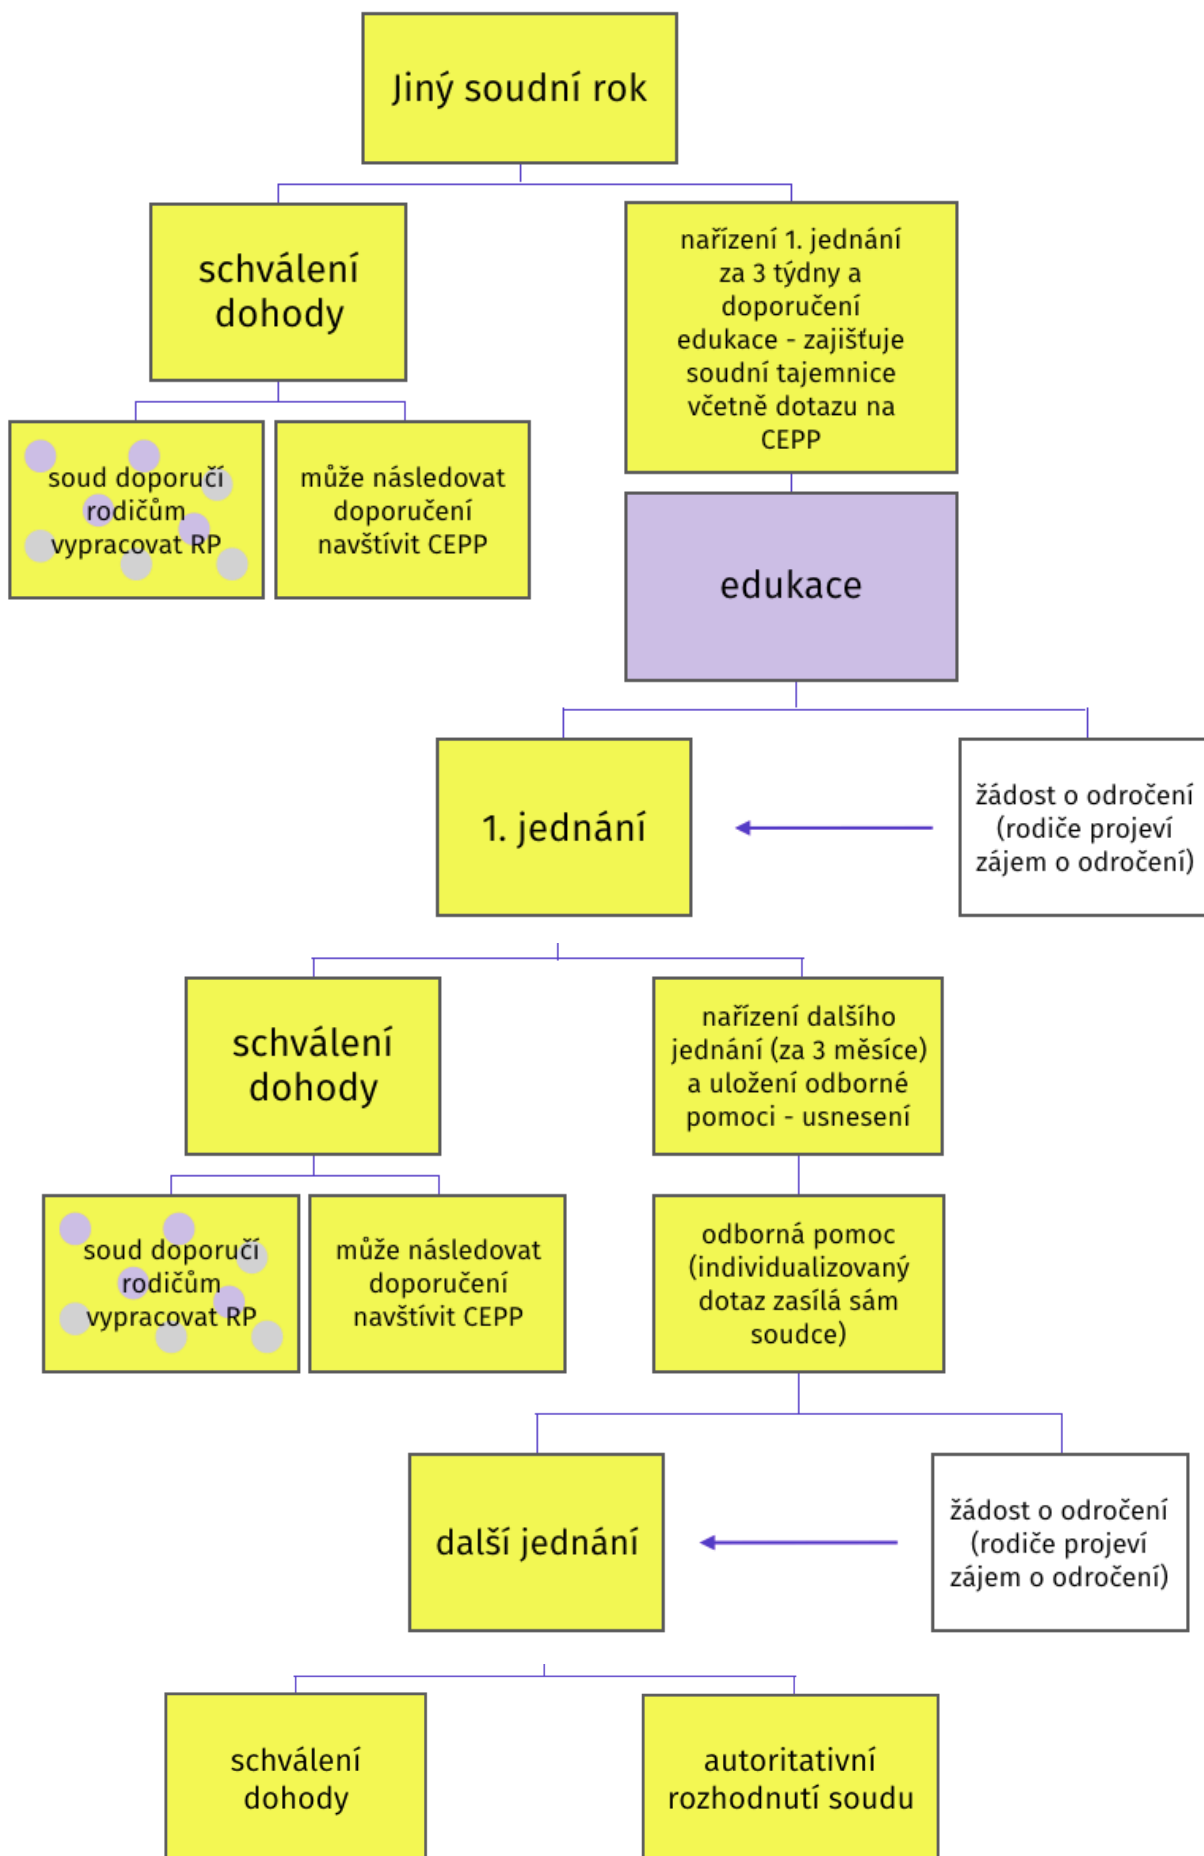 Jiný soudní rok
schválení
dohody
nařízení 1. jednání
za 3 týdny a
doporučení
edukace - zajišťuje
soudní tajemnice
včetně dotazu na
CEPP
soud doporučí
rodičům
vypracovat RP
může následovat
doporučení
navštívit CEPP
edukace
1. jednání
žádost o odročení
(rodiče projeví
zájem o odročení)
schválení
dohody
nařízení dalšího
jednání (za 3 měsíce)
a uložení odborné
pomoci - usnesení
soud doporučí
rodičům
vypracovat RP
může následovat
doporučení
navštívit CEPP
odborná pomoc
(individualizovaný
dotaz zasílá sám
soudce)
další jednání
žádost o odročení
(rodiče projeví
zájem o odročení)
schválení
dohody
autoritativní
rozhodnutí soudu